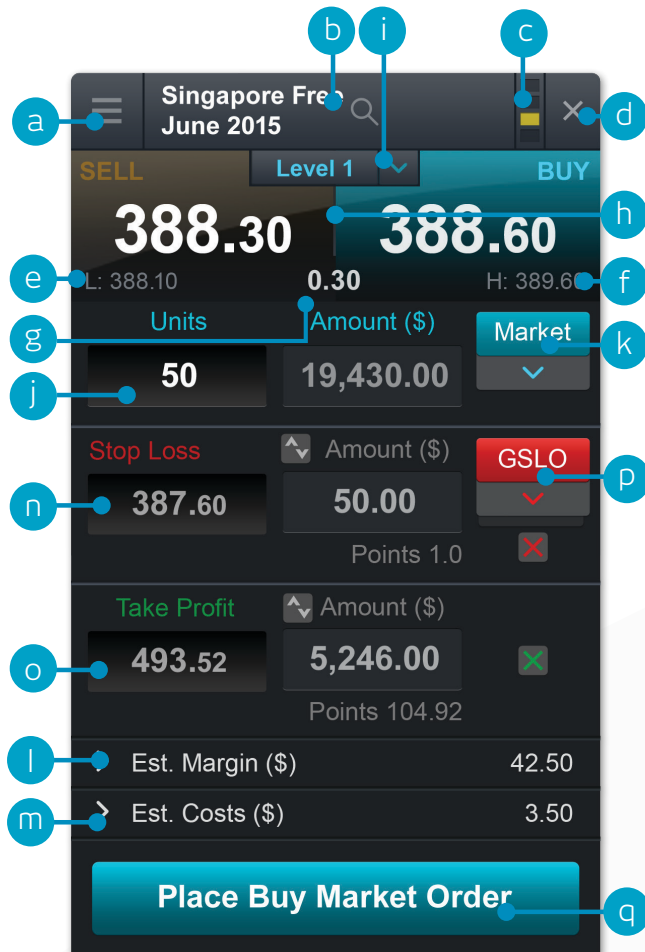 b i c
a Singapore Free d
June 2015
SELL Level 1 BUY
388.30 388.60 h
e L: 388.10 0.30 H: 389.60 f
g Units Amount ($) Market k
j 50 19,430.00
Stop Loss Amount ($) GSLO p
n 387.60 50.00
Points 1.0
Take Profit Amount ($)
o 493.52 5,246.00
Points 104.92
l Est. Margin ($) 42.50
m Est. Costs ($) 3.50
Place Buy Market Order q